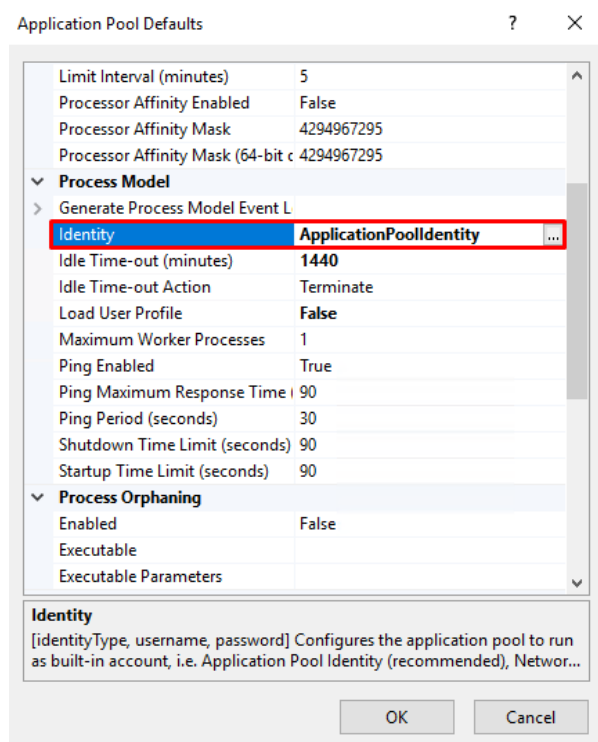 Application Pool Defaults
Limit Interval (minutes) 5
Processor Affinity Enabled False
Processor Affinity Mask 4294967295
Processor Affinity Mask (64-bit c 4294967295
Process Model
Generate Process Model Event L
Identity ApplicationPoolIdentity ...
Idle Time-out (minutes) 1440
Idle Time-out Action Terminate
Load User Profile False
Maximum Worker Processes 1
Ping Enabled True
Ping Maximum Response Time ( 90
Ping Period (seconds) 30
Shutdown Time Limit (seconds) 90
Startup Time Limit (seconds) 90
Process Orphaning
Enabled False
Executable
Executable Parameters
Identity
[identityType, username, password] Configures the application pool to run
as built-in account, i.e. Application Pool Identity (recommended), Networ...
OK Cancel